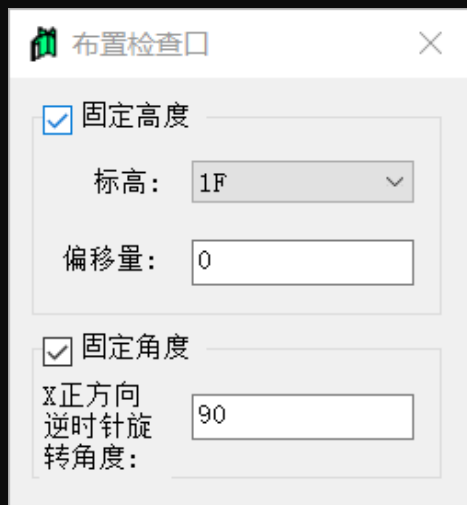 布置检查口
固定高度
标高: 1F
偏移量: 0
固定角度
X正方向
逆时针旋 90
转角度: